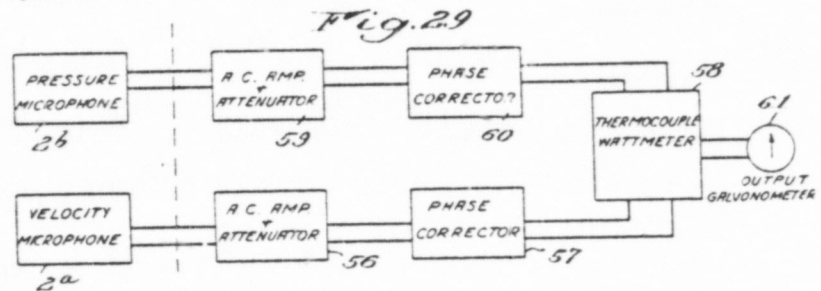 Fig. 29
PRESSURE
MICROPHONE
2b
A.C. AMP.
+
ATTENUATOR
59
PHASE
CORRECTO?
60
58
THERMOCOUPLE
WATTMETER
61
OUTPUT
GALVONOMETER
VELOCITY
MICROPHONE
2a
A.C. AMP.
+
ATTENUATOR
56
PHASE
CORRECTOR
57